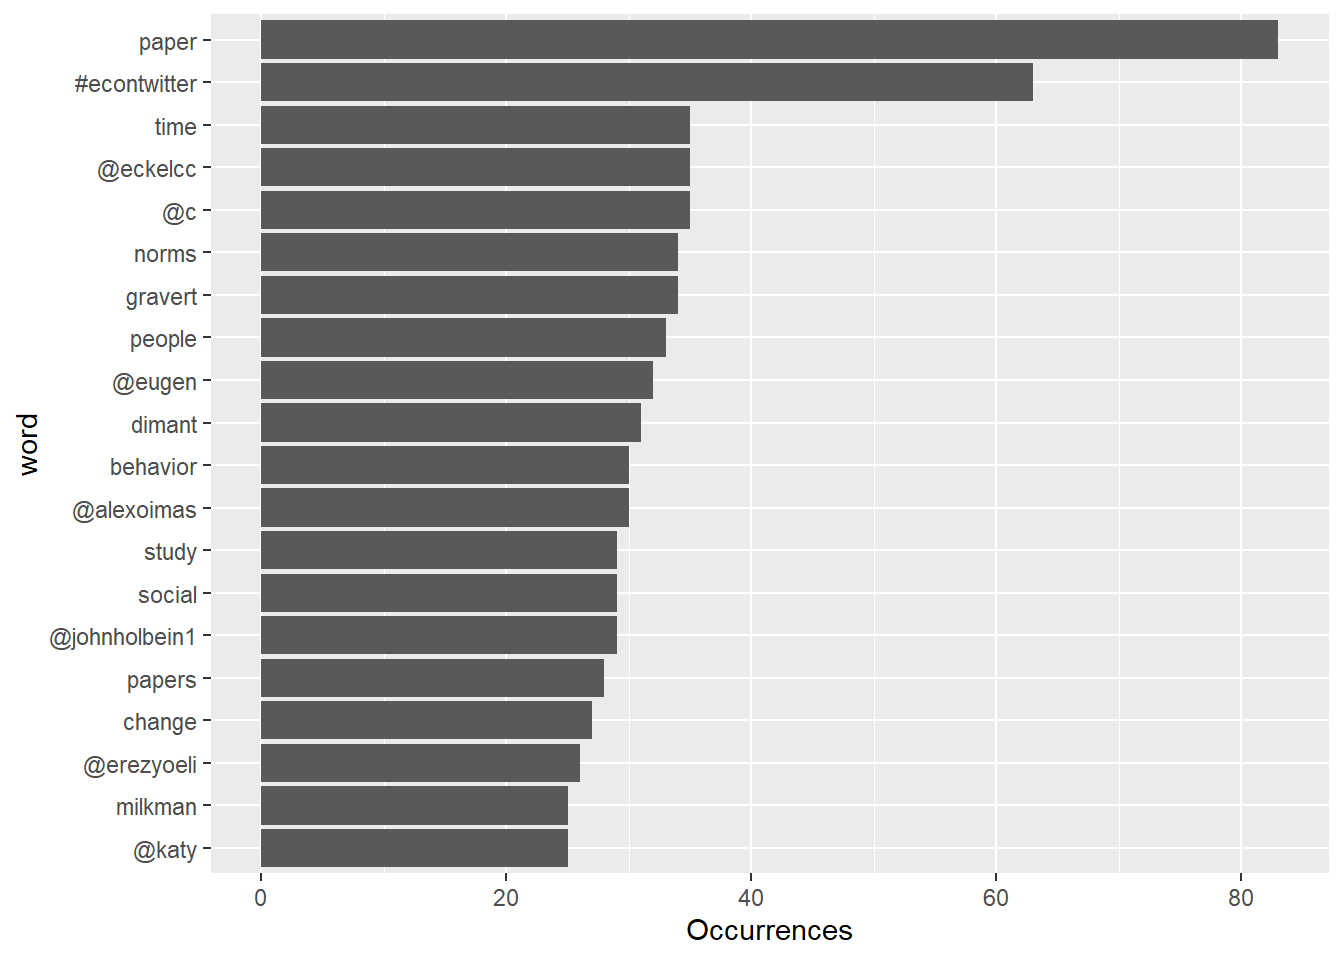 paper
#econtwitter
time
@eckelcc
@c
norms
gravert
people
@eugen
dimant
behavior
@alexoimas
study
social
@johnholbein1
papers
change
@erezyoeli
milkman
@katy
word
0 20 40 60 80
Occurrences